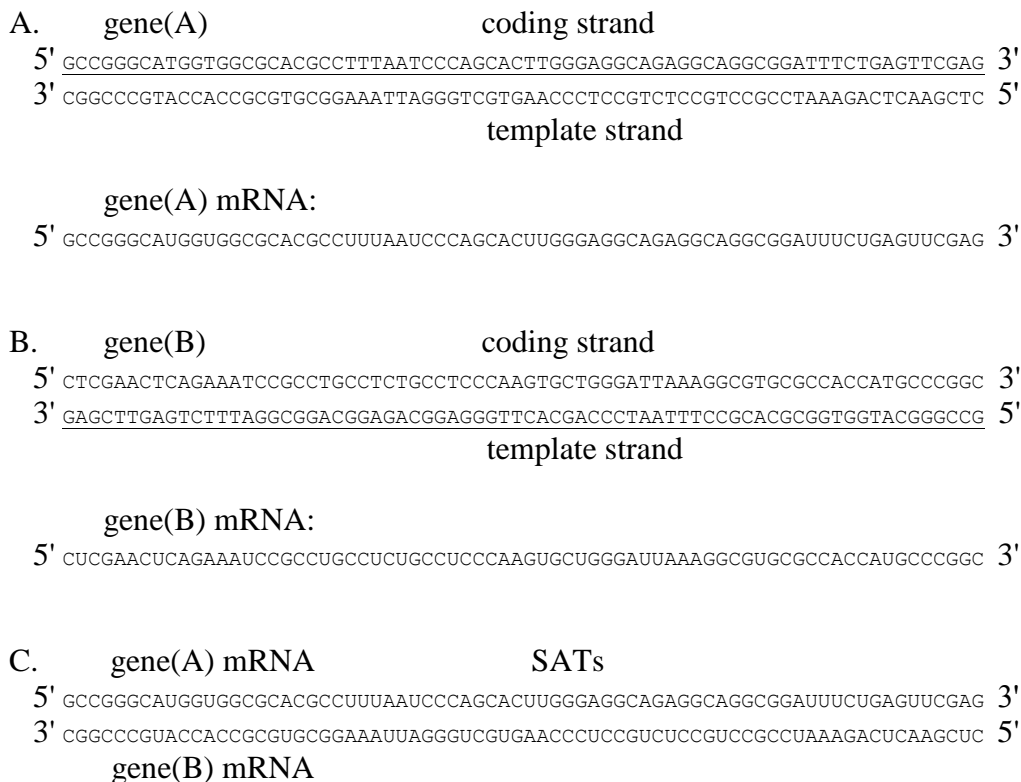 A. gene(A) coding strand
5' GCCGGGCATGGTGGCGCACGCCTTTAATCCCAGCACTTGGGAGGCAGAGGCAGGCGGATTTCTGAGTTCGAG 3'
3' CGGCCCGTACCACCGCGTGCGGAAATTAGGGTCGTGAACCCTCCGTCTCCGTCCGCCTAAAGACTCAAGCTC 5'
template strand
gene(A) mRNA:
5' GCCGGGCAUGGUGGCGCACGCCUUUAAUCCCAGCACUUGGGAGGCAGAGGCAGGCGGAUUUCUGAGUUCGAG 3'
B. gene(B) coding strand
5' CTCGAACTCAGAAATCCGCCTGCCTCTGCCTCCCAAGTGCTGGGATTAAAGGCGTGCGCCACCATGCCCGGC 3'
3' GAGCTTGAGTCTTTAGGCGGACGGAGACGGAGGGTTCACGACCCTAATTTCCGCACGCGGTGGTACGGGCCG 5'
template strand
gene(B) mRNA:
5' CUCGAACUCAGAAAUCCGCCUGCCUCUGCCUCCCAAGUGCUGGGAUUAAAGGCGUGCGCCACCAUGCCCGGC 3'
C. gene(A) mRNA SATs
5' GCCGGGCAUGGUGGCGCACGCCUUUAAUCCCAGCACUUGGGAGGCAGAGGCAGGCGGAUUUCUGAGUUCGAG 3'
3' CGGCCCGUACCACCGCGUGCGGAAAUUAGGGUCGUGAACCCUCCGUCUCCGUCCGCCUAAAGACUCAAGCUC 5'
gene(B) mRNA